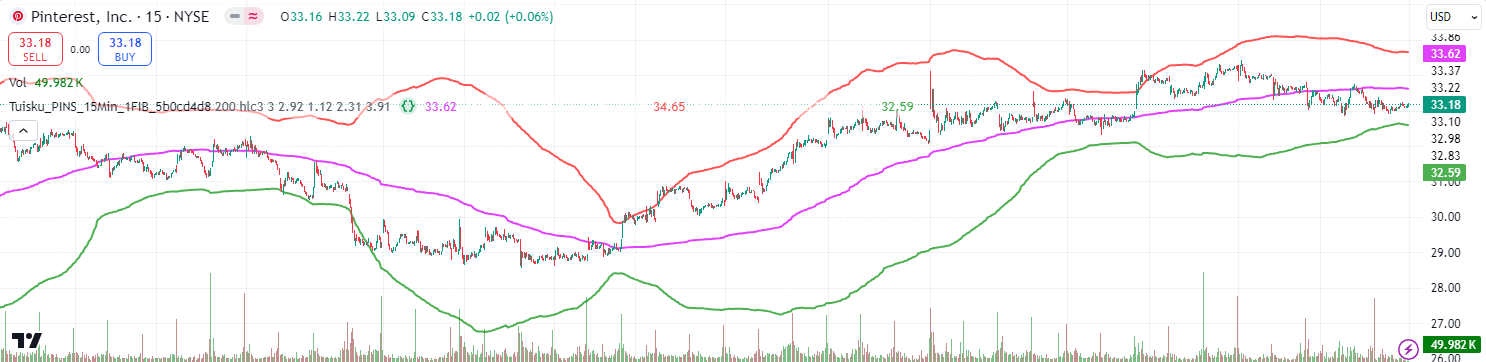 Pinterest, Inc. · 15 · NYSE O33.16 H33.22 L33.09 C33.18 +0.02 (+0.06%)
USD
33.18 SELL 0.00 33.18 BUY
Vol 49.982 K
Tuisku_PINS_15Min_1FIB_5b0cd4d8 200 hlc3 3 2.92 1.12 2.31 3.91 33.62 34.65 32.59
33.86
33.62
33.37
33.22
33.18
33.10
32.98
32.83
32.59
31.00
30.00
29.00
28.00
27.00
49.982 K
26.00